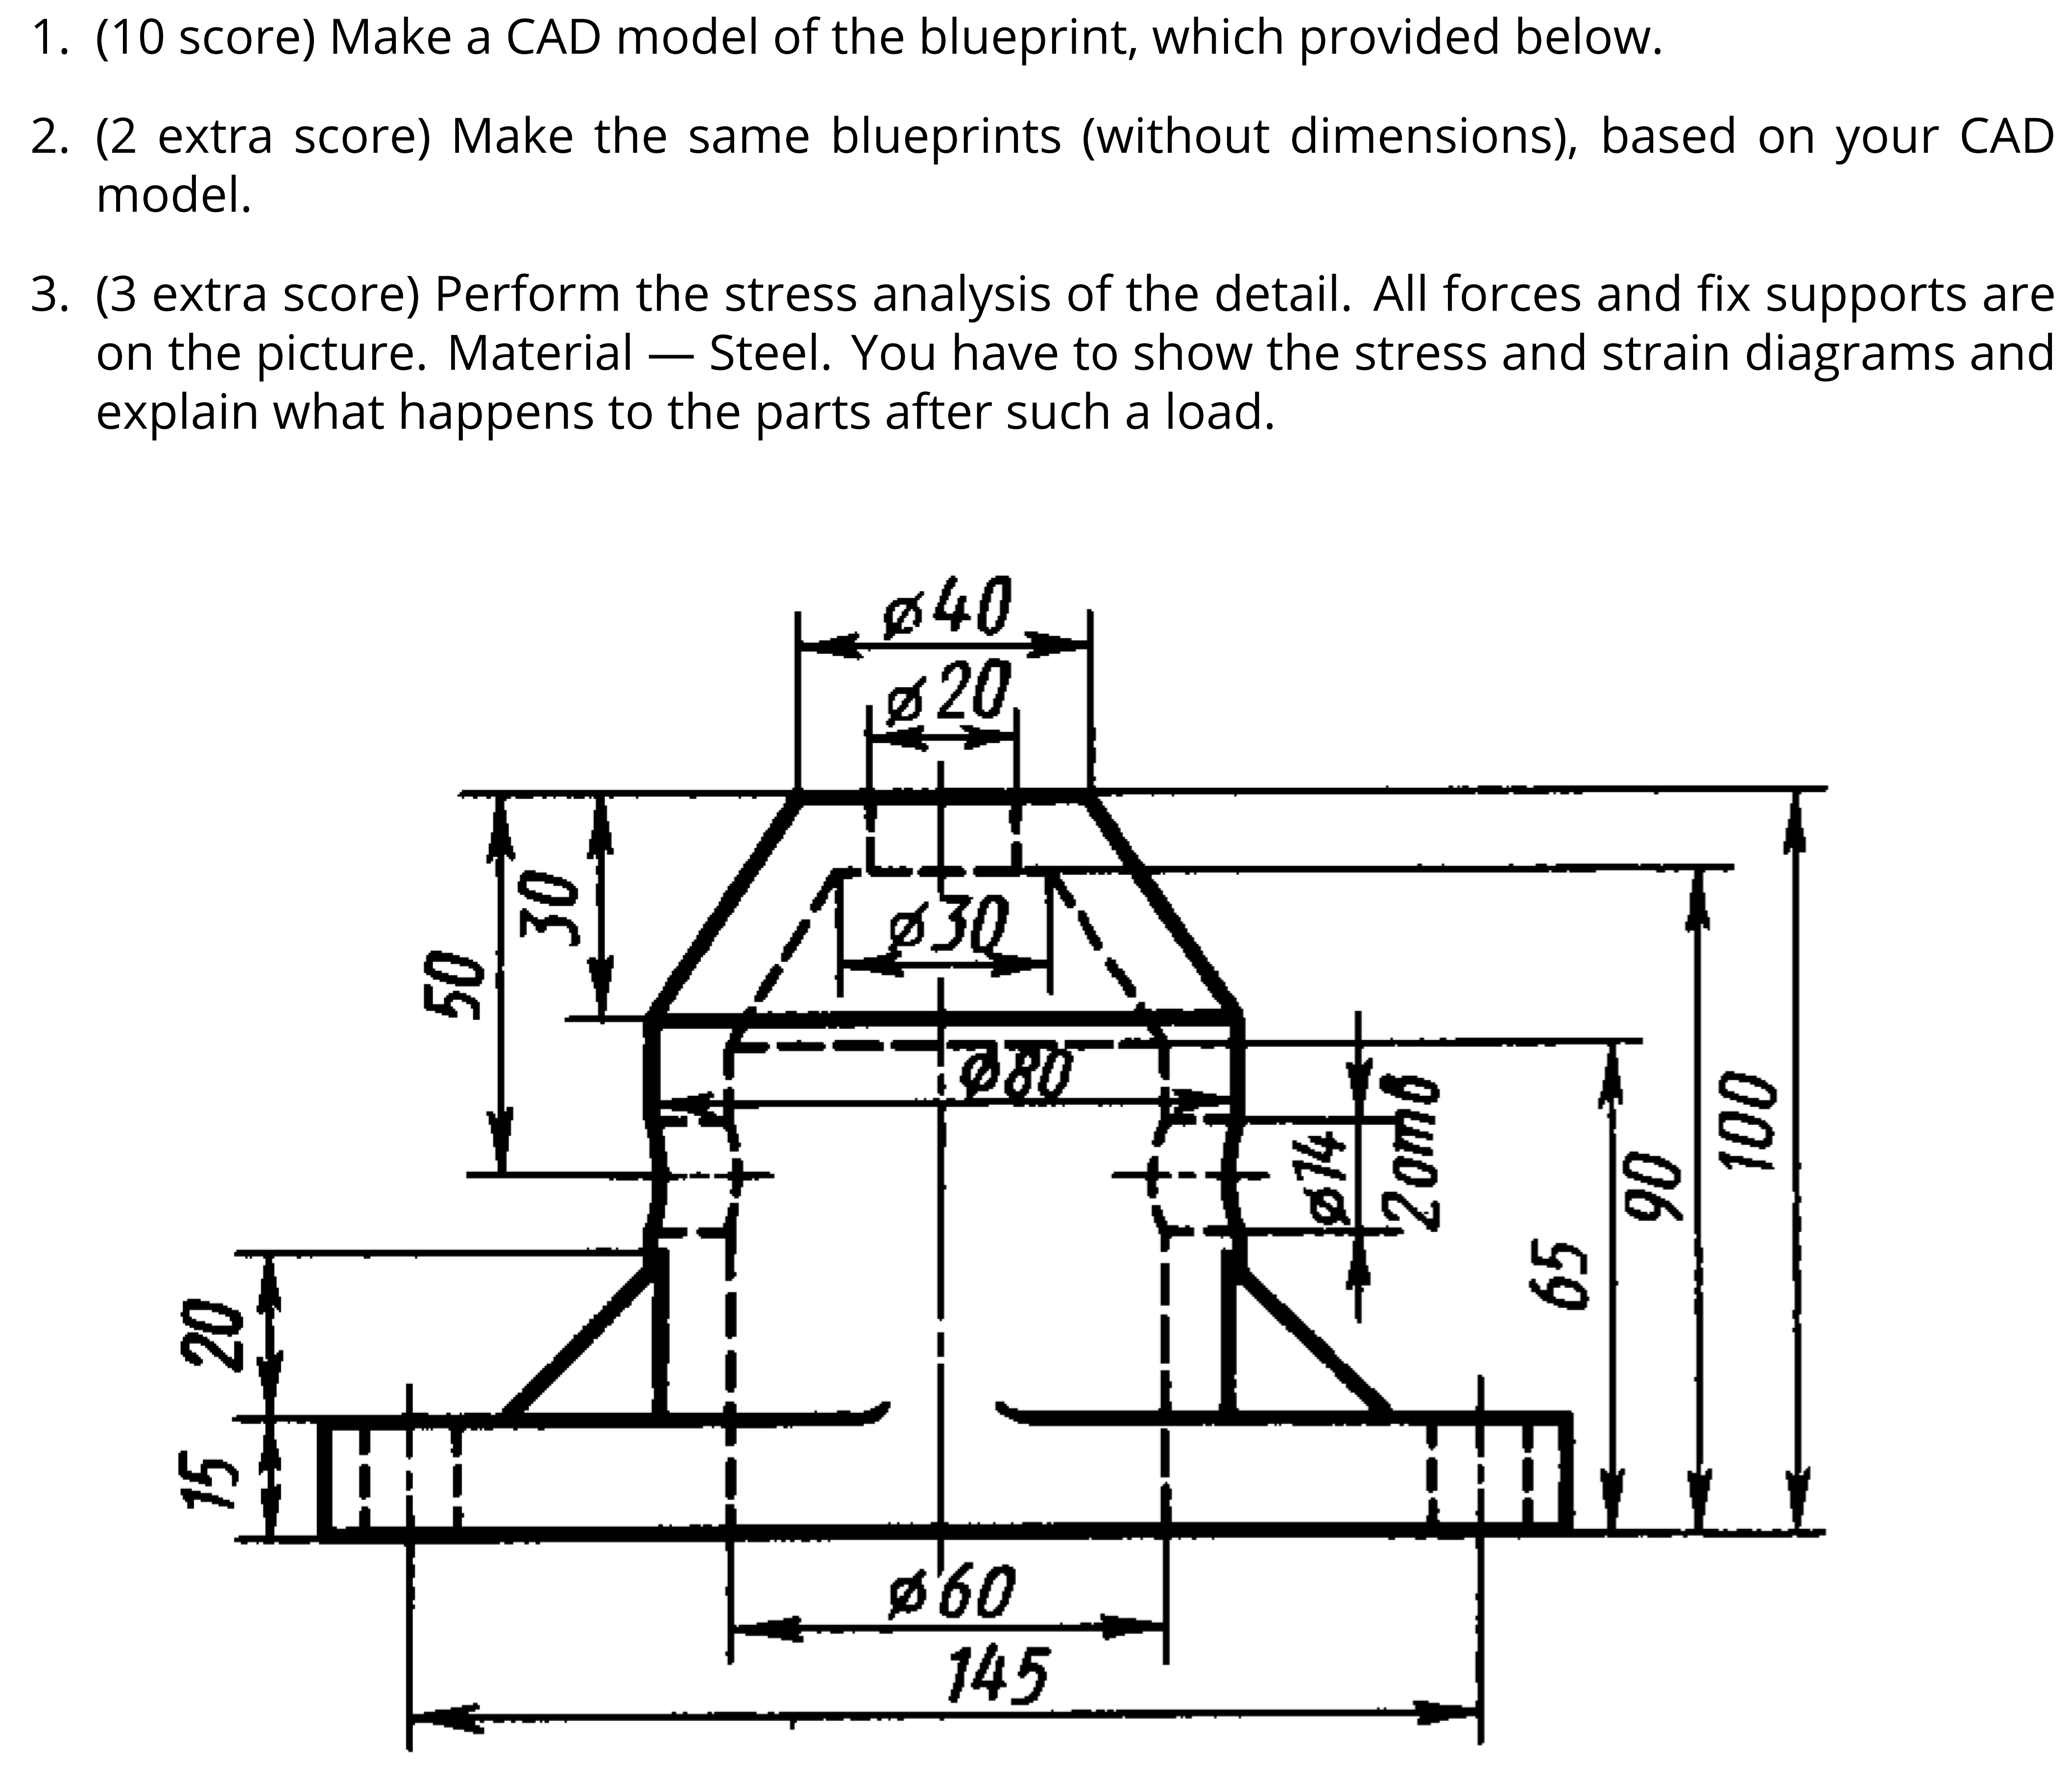 1. (10 score) Make a CAD model of the blueprint, which provided below.
2. (2 extra score) Make the same blueprints (without dimensions), based on your CAD
model.
3. (3 extra score) Perform the stress analysis of the detail. All forces and fix supports are
on the picture. Material — Steel. You have to show the stress and strain diagrams and
explain what happens to the parts after such a load.
ø40
ø20
30
50
ø30
ø80
ø14
2 отв
100
90
65
20
15
ø60
145